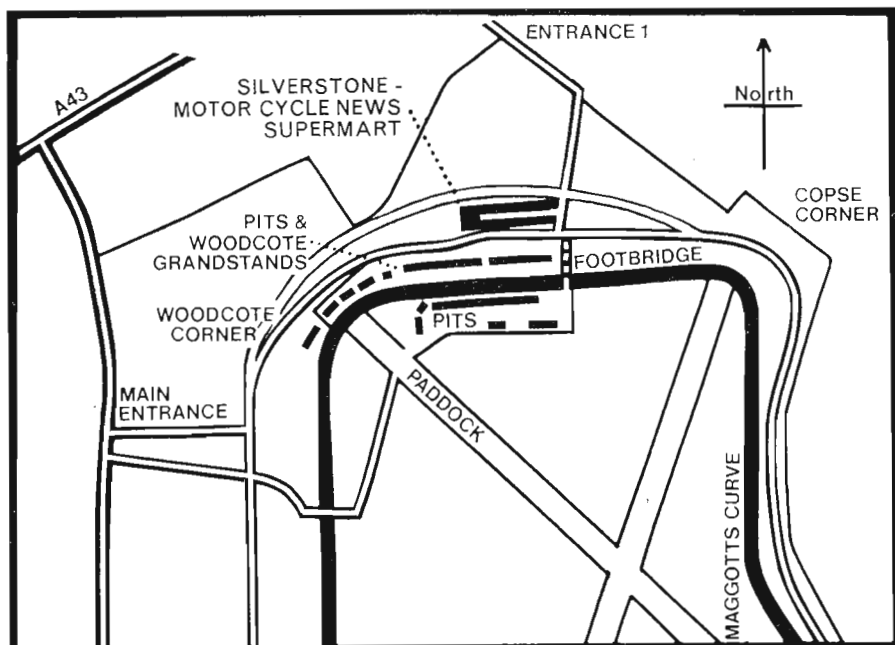 ENTRANCE 1
A43
SILVERSTONE -
MOTOR CYCLE NEWS
SUPERMART
North
COPSE
CORNER
PITS &
WOODCOTE
GRANDSTANDS
FOOTBRIDGE
WOODCOTE
CORNER
PITS
MAIN
ENTRANCE
PADDOCK
MAGGOTTS CURVE